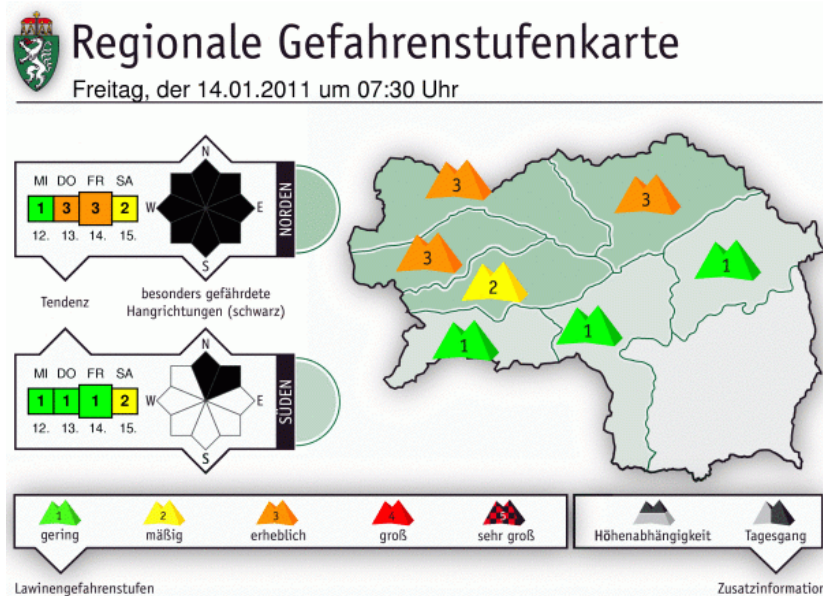 Regionale Gefahrenstufenkarte
Freitag, der 14.01.2011 um 07:30 Uhr
MI DO FR SA
1 3 3 2
12. 13. 14. 15.
N
W E
S
NORDEN
Tendenz
besonders gefährdete
Hangrichtungen (schwarz)
MI DO FR SA
1 1 1 2
12. 13. 14. 15.
N
W E
S
SÜDEN
3
3
3
2
1
1
1
1 2 3 4 5
gering mäßig erheblich groß sehr groß
Höhenabhängigkeit Tagesgang
Lawinengefahrenstufen
Zusatzinformation